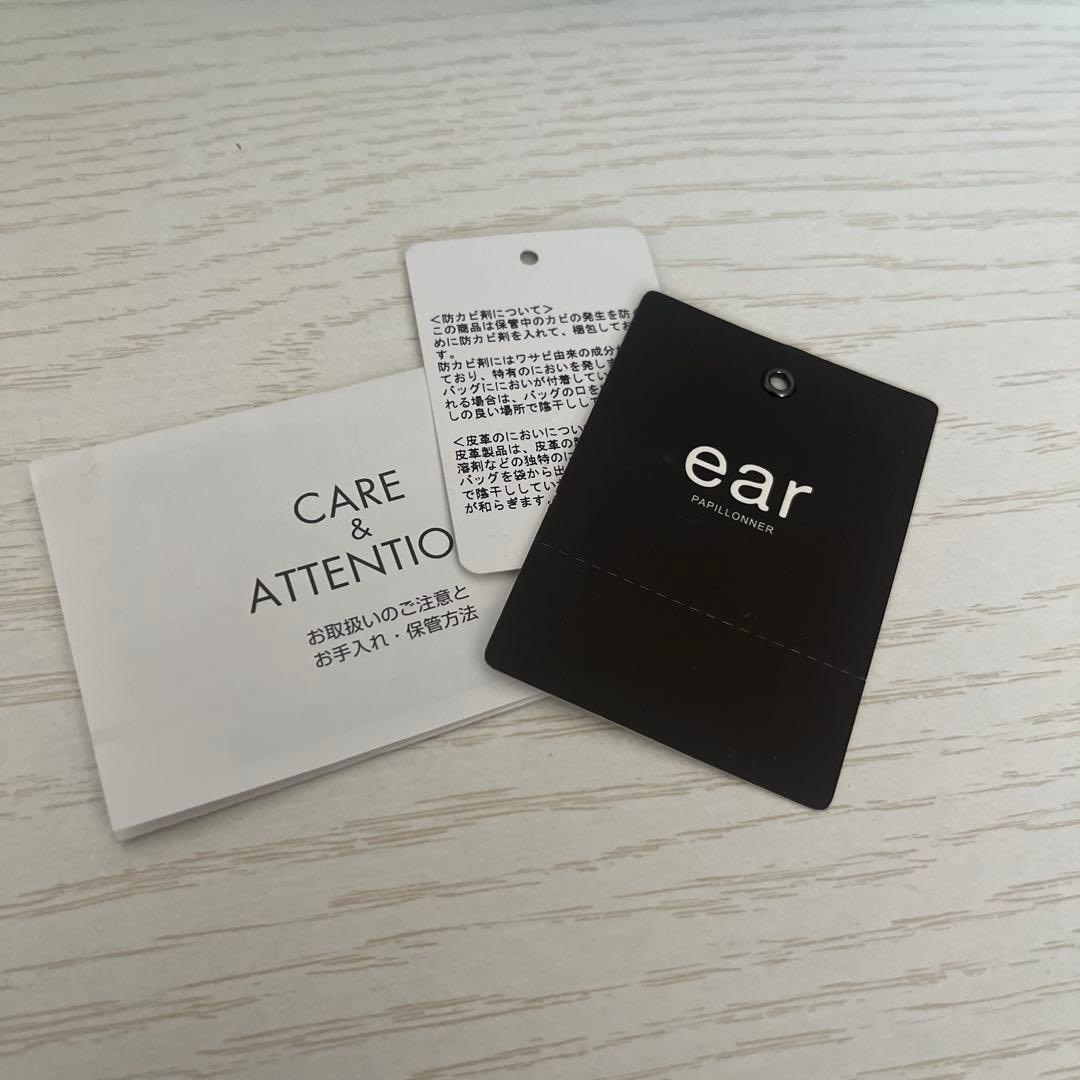 CARE
&
ATTENTIO
お取扱いのご注意と
お手入れ・保管方法
＜防カビ剤について＞
この商品は保管中のカビの発生を防
めに防カビ剤を入れて、梱包してお
す。
防カビ剤にはワサビ由来の成分
ており、特有のにおいを発しま
バッグににおいが付着してい
れる場合は、バッグの口を
しの良い場所で陰干しして
＜皮革のにおいについ
皮革製品は、皮革の
溶剤などの独特のに
バッグを袋から出
で陰干ししてい
が和らぎます。
ear
PAPILLONNER